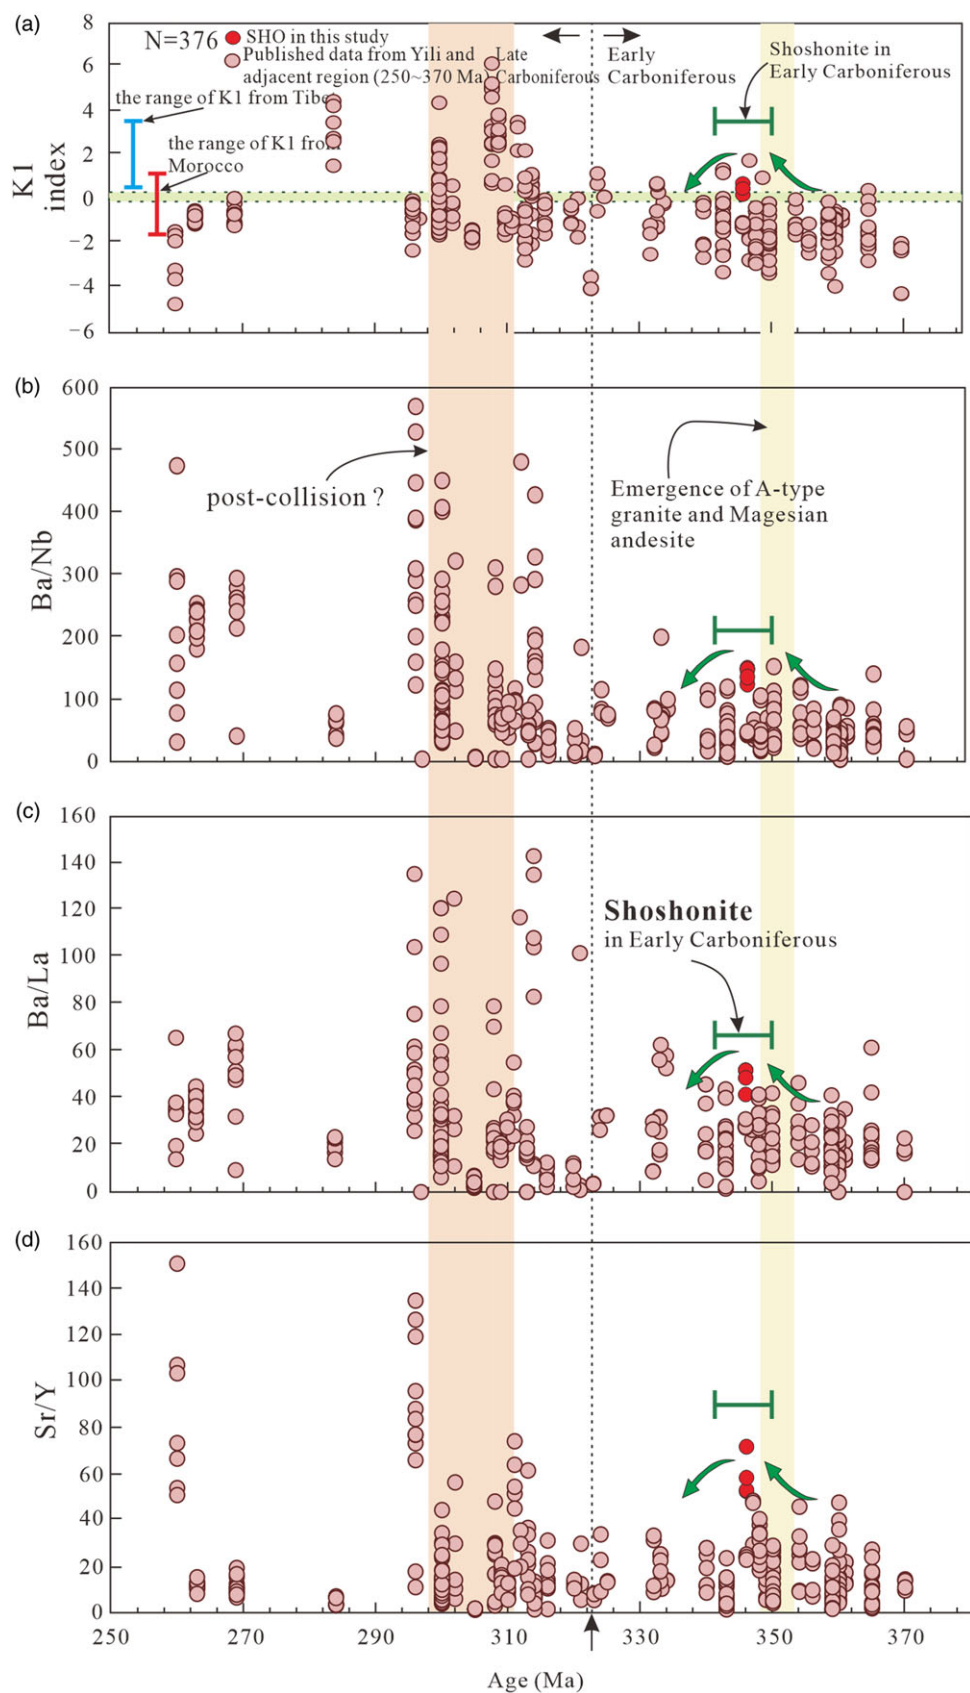 (a)
8
6
4
2
0
−2
−4
−6
K1
index
N=376
SHO in this study
Published data from Yili and
adjacent region (250~370 Ma)
Late
Carboniferous
Early
Carboniferous
Shoshonite in
Early Carboniferous
the range of K1 from Tibe
the range of K1 from
Morocco
(b)
600
500
400
300
200
100
0
Ba/Nb
post-collision ?
Emergence of A-type
granite and Magesian
andesite
(c)
160
140
120
100
80
60
40
20
0
Ba/La
Shoshonite
in Early Carboniferous
(d)
160
140
120
100
80
60
40
20
0
Sr/Y
250
270
290
310
330
350
370
Age (Ma)